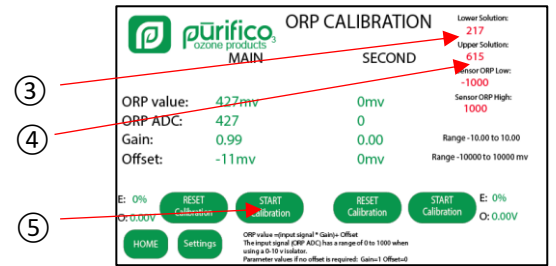 pūrifico3
ozone products
ORP CALIBRATION
Lower Solution:
217
Upper Solution:
615
Sensor ORP Low:
-1000
Sensor ORP High:
1000
MAIN SECOND
③
④
⑤
ORP value: 427mv 0mv
ORP ADC: 427 0
Gain: 0.99 0.00 Range -10.00 to 10.00
Offset: -11mv 0mv Range -10000 to 10000 mv
E: 0% RESET Calibration START Calibration RESET Calibration START Calibration E: 0%
O: 0.00V O: 0.00V
HOME Settings
ORP value =(input signal * Gain)+ Offset
The input signal (ORP ADC) has a range of 0 to 1000 when
using a 0-10 v isolator.
Parameter values if no offset is required: Gain=1 Offset=0